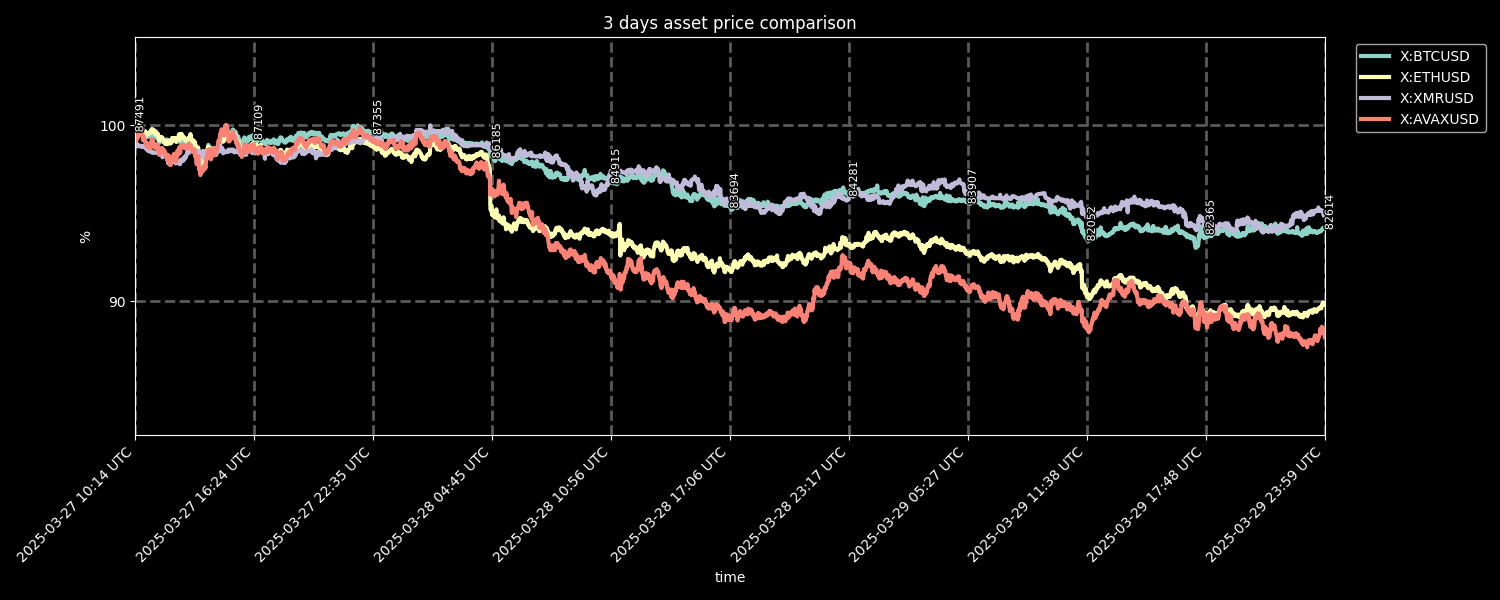 3 days asset price comparison
X:BTCUSD
X:ETHUSD
X:XMRUSD
X:AVAXUSD
100
90
%
87491
87109
87355
86185
84915
83694
84281
83907
82052
82365
82614
2025-03-27 10:14 UTC
2025-03-27 16:24 UTC
2025-03-27 22:35 UTC
2025-03-28 04:45 UTC
2025-03-28 10:56 UTC
2025-03-28 17:06 UTC
2025-03-28 23:17 UTC
2025-03-29 05:27 UTC
2025-03-29 11:38 UTC
2025-03-29 17:48 UTC
2025-03-29 23:59 UTC
time